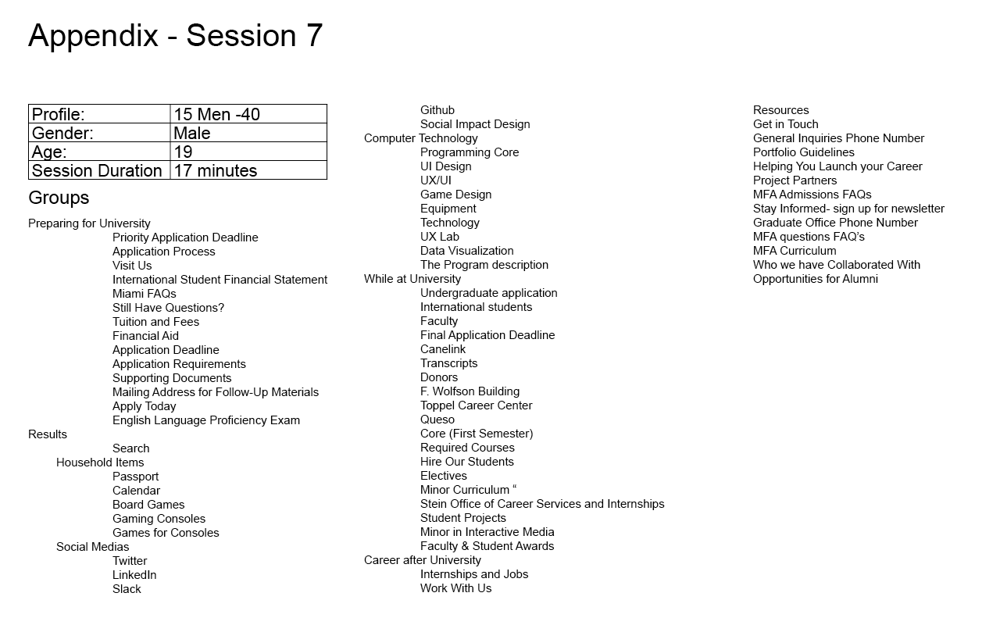 Appendix - Session 7
Profile: 15 Men -40
Gender: Male
Age: 19
Session Duration 17 minutes
Groups
Preparing for University
Priority Application Deadline
Application Process
Visit Us
International Student Financial Statement
Miami FAQs
Still Have Questions?
Tuition and Fees
Financial Aid
Application Deadline
Application Requirements
Supporting Documents
Mailing Address for Follow-Up Materials
Apply Today
English Language Proficiency Exam
Results
Search
Household Items
Passport
Calendar
Board Games
Gaming Consoles
Games for Consoles
Social Medias
Twitter
LinkedIn
Slack
Github
Social Impact Design
Computer Technology
Programming Core
UI Design
UX/UI
Game Design
Equipment
Technology
UX Lab
Data Visualization
The Program description
While at University
Undergraduate application
International students
Faculty
Final Application Deadline
Canelink
Transcripts
Donors
F. Wolfson Building
Toppel Career Center
Queso
Core (First Semester)
Required Courses
Hire Our Students
Electives
Minor Curriculum “
Stein Office of Career Services and Internships
Student Projects
Minor in Interactive Media
Faculty & Student Awards
Career after University
Internships and Jobs
Work With Us
Resources
Get in Touch
General Inquiries Phone Number
Portfolio Guidelines
Helping You Launch your Career
Project Partners
MFA Admissions FAQs
Stay Informed- sign up for newsletter
Graduate Office Phone Number
MFA questions FAQ’s
MFA Curriculum
Who we have Collaborated With
Opportunities for Alumni